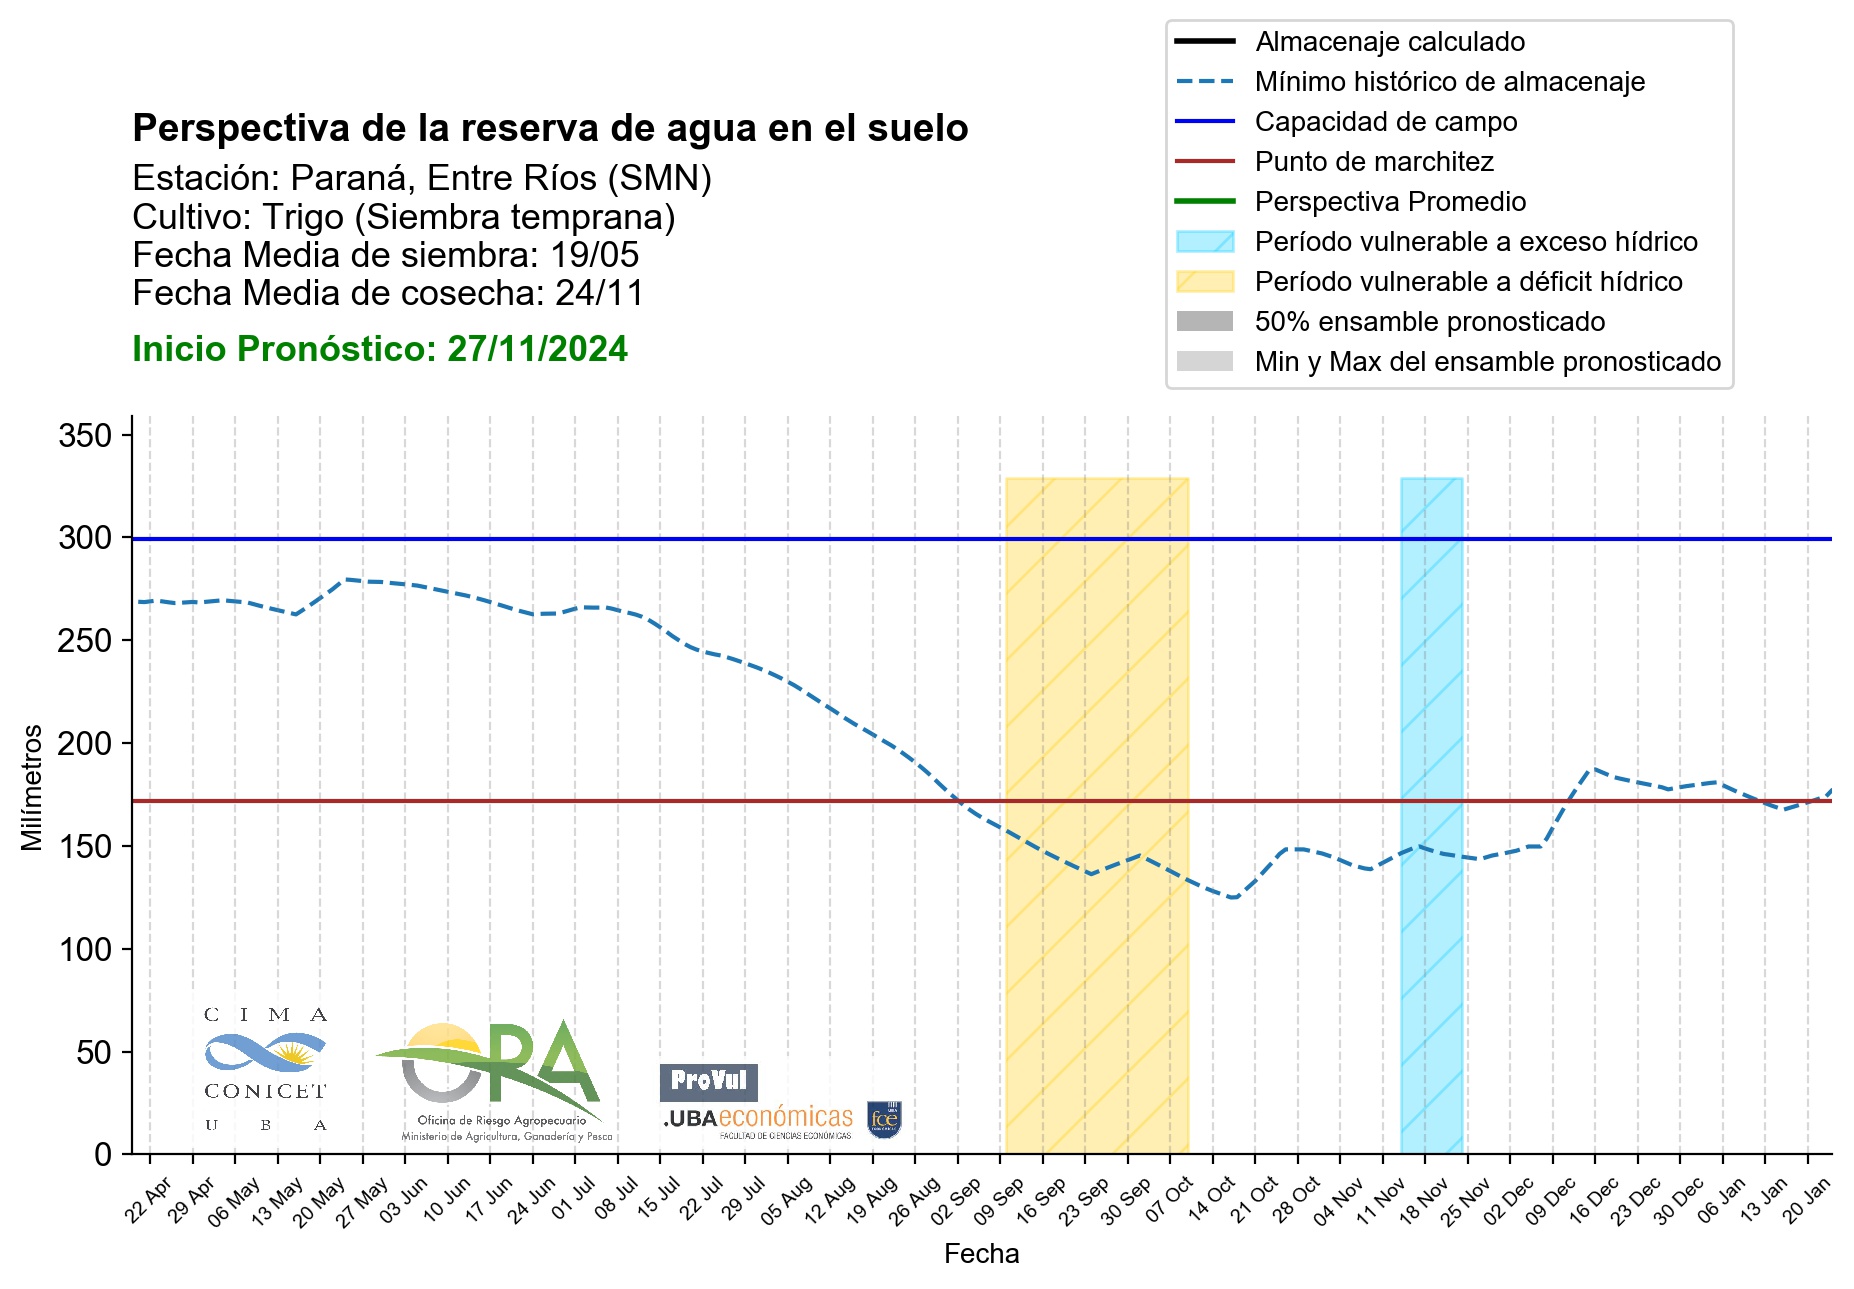 Almacenaje calculado
Mínimo histórico de almacenaje
Capacidad de campo
Punto de marchitez
Perspectiva Promedio
Período vulnerable a exceso hídrico
Período vulnerable a déficit hídrico
50% ensamble pronosticado
Min y Max del ensamble pronosticado
Perspectiva de la reserva de agua en el suelo
Estación: Paraná, Entre Ríos (SMN)
Cultivo: Trigo (Siembra temprana)
Fecha Media de siembra: 19/05
Fecha Media de cosecha: 24/11
Inicio Pronóstico: 27/11/2024
350
300
250
200
150
100
50
0
Milímetros
C I M A
CONICET
U B A
ORA
Oficina de Riesgo Agropecuario
Ministerio de Agricultura, Ganadería y Pesca
ProVul
.UBAeconómicas
FACULTAD DE CIENCIAS ECONÓMICAS
fce
22 Apr
29 Apr
06 May
13 May
20 May
27 May
03 Jun
10 Jun
17 Jun
24 Jun
01 Jul
08 Jul
15 Jul
22 Jul
29 Jul
05 Aug
12 Aug
19 Aug
26 Aug
02 Sep
09 Sep
16 Sep
23 Sep
30 Sep
07 Oct
14 Oct
21 Oct
28 Oct
04 Nov
11 Nov
18 Nov
25 Nov
02 Dec
09 Dec
16 Dec
23 Dec
30 Dec
06 Jan
13 Jan
20 Jan
Fecha